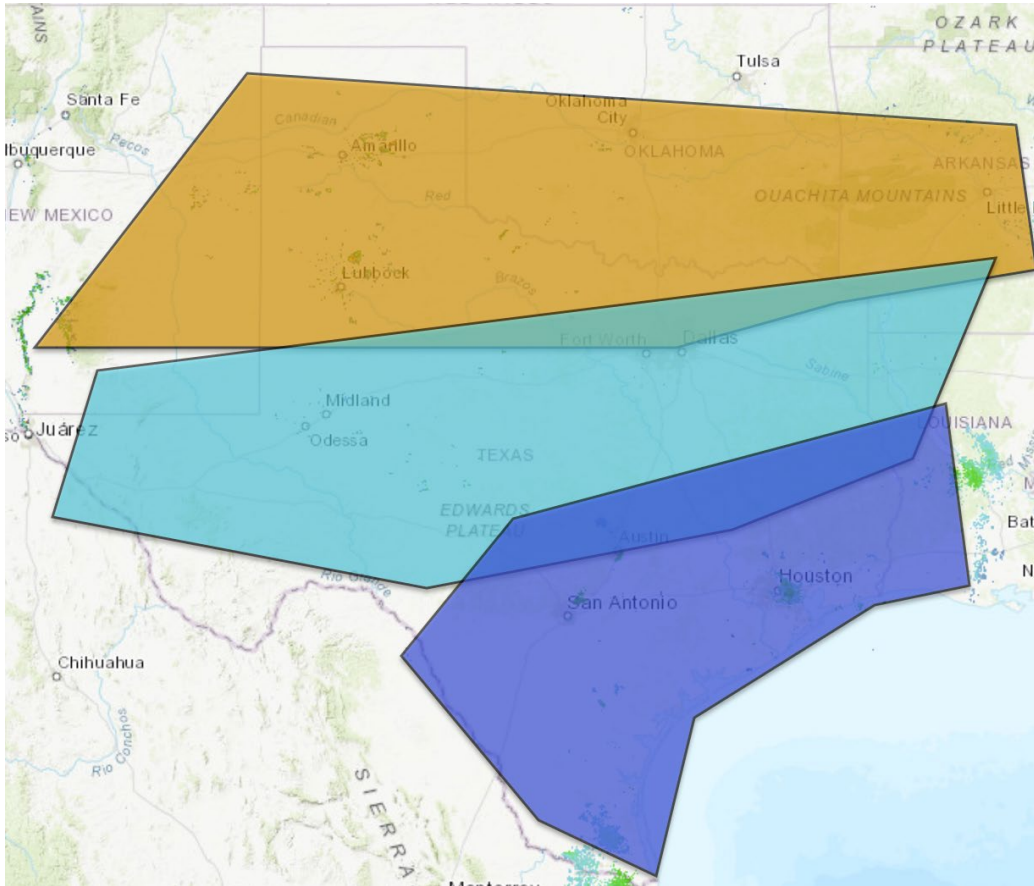 OZARK
PLATEAU
Tulsa
Santa Fe
Oklahoma
City
Canadian
Pecos
Amarillo
OKLAHOMA
lbuquerque
ARKANSAS
Red
OUACHITA MOUNTAINS
EW MEXICO
Little
Lubbock
Brazos
Fort Worth
Dallas
Sabine
Midland
Juárez
Odessa
LOUISIANA
TEXAS
EDWARDS
PLATEAU
Bat
Austin
Rio Grande
Houston
San Antonio
Chihuahua
Rio Conchos
SIERRA
Monterrey